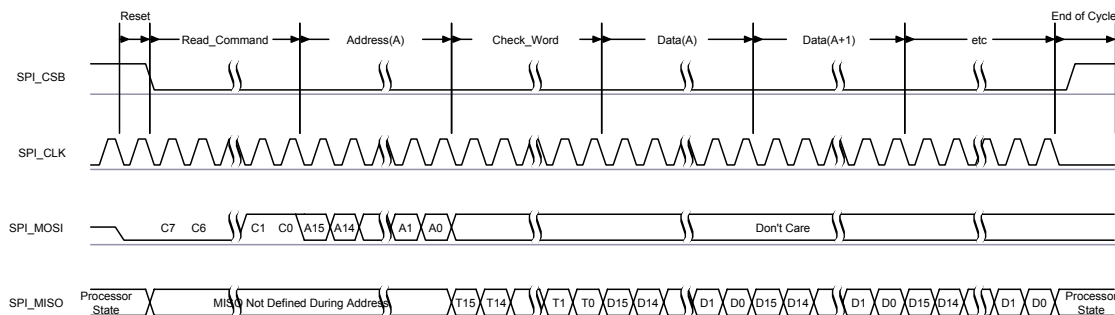 Reset End of Cycle
Read_Command Address(A) Check_Word Data(A) Data(A+1) etc
SPI_CSB
SPI_CLK
SPI_MOSI C7 C6 C1 C0 A15 A14 A1 A0 Don't Care
SPI_MISO Processor State MISO Not Defined During Address T15 T14 T1 T0 D15 D14 D1 D0 D15 D14 D1 D0 D15 D14 D1 D0 Processor State